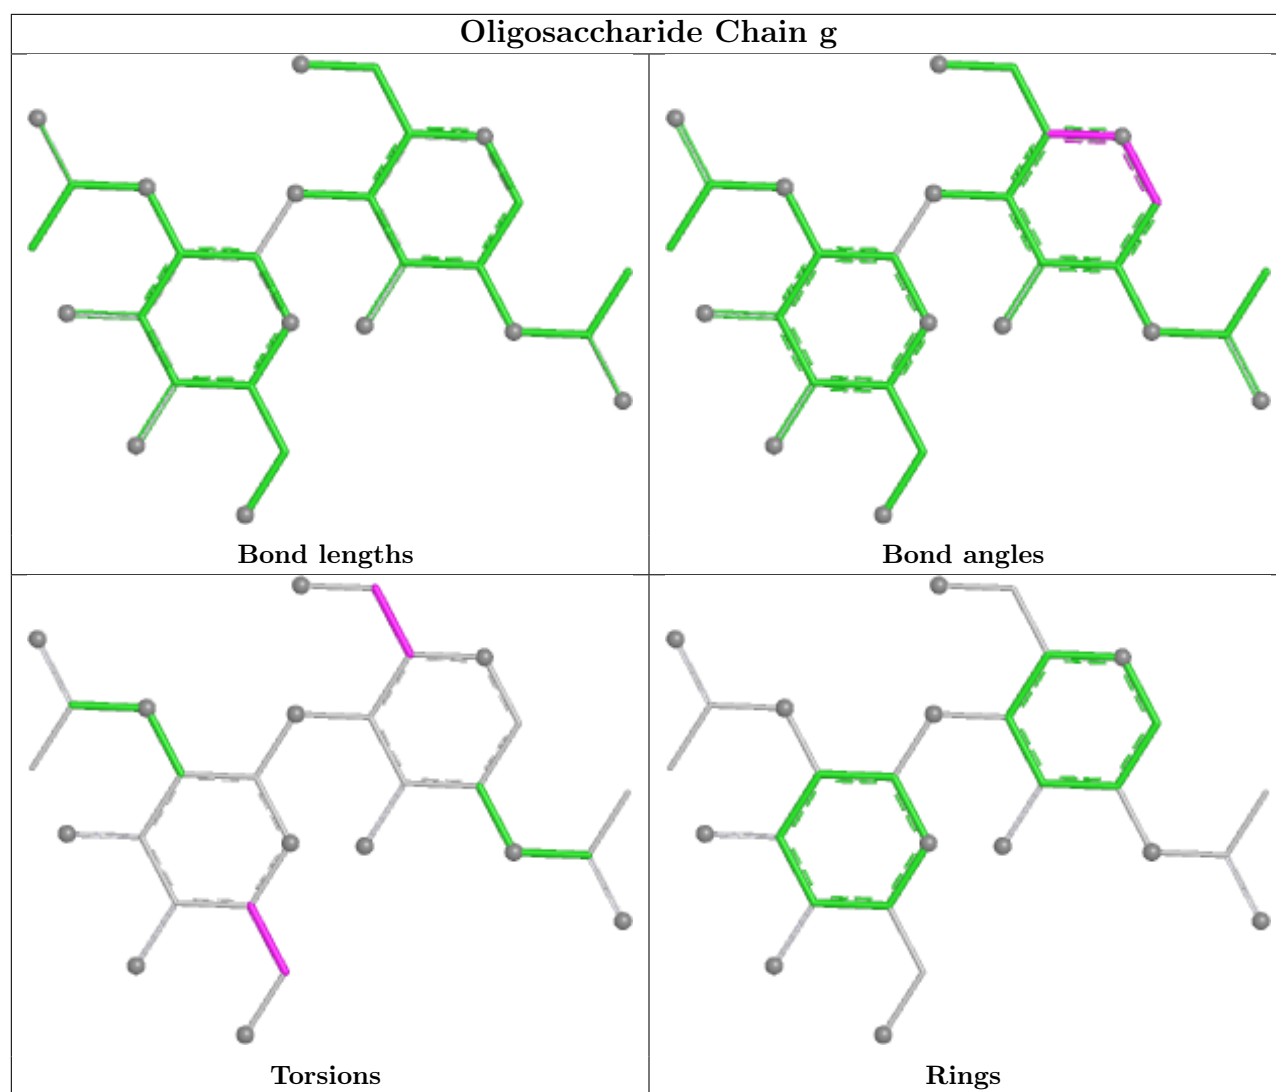 Oligosaccharide Chain g
Bond lengths
Bond angles
Torsions
Rings